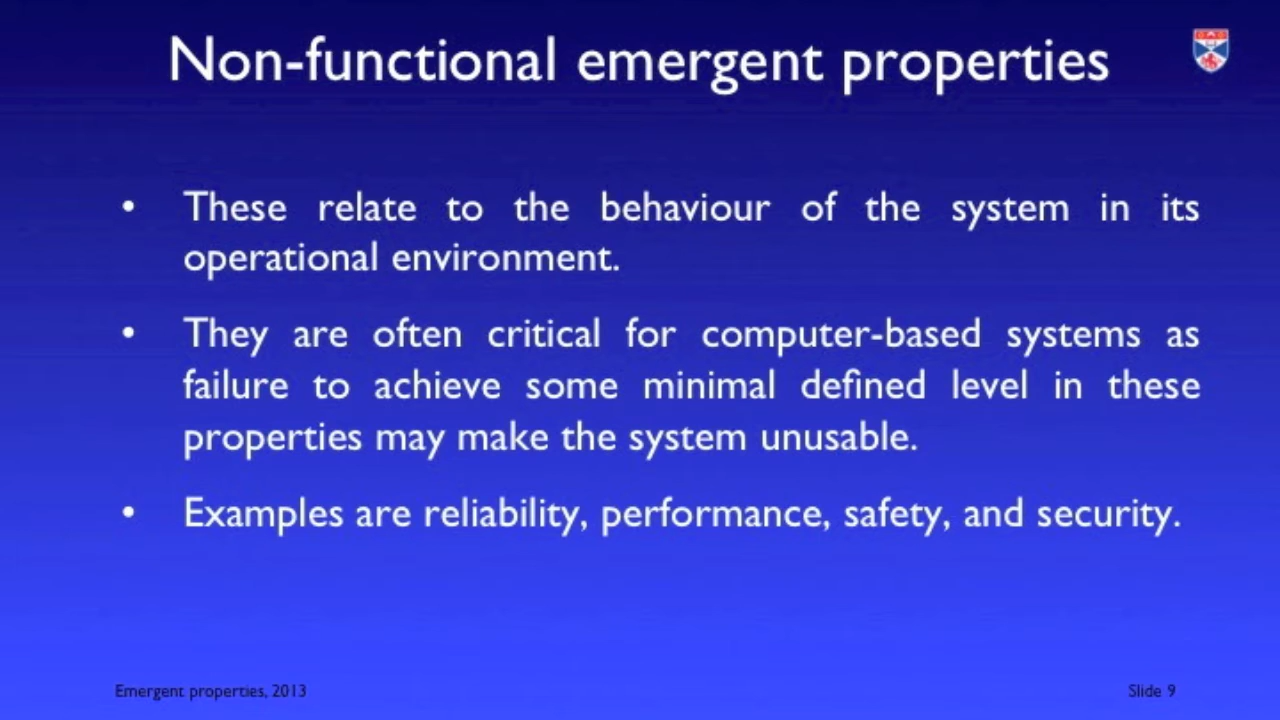 Non-functional emergent properties
• These relate to the behaviour of the system in its
operational environment.
• They are often critical for computer-based systems as
failure to achieve some minimal defined level in these
properties may make the system unusable.
• Examples are reliability, performance, safety, and security.
Emergent properties, 2013
Slide 9